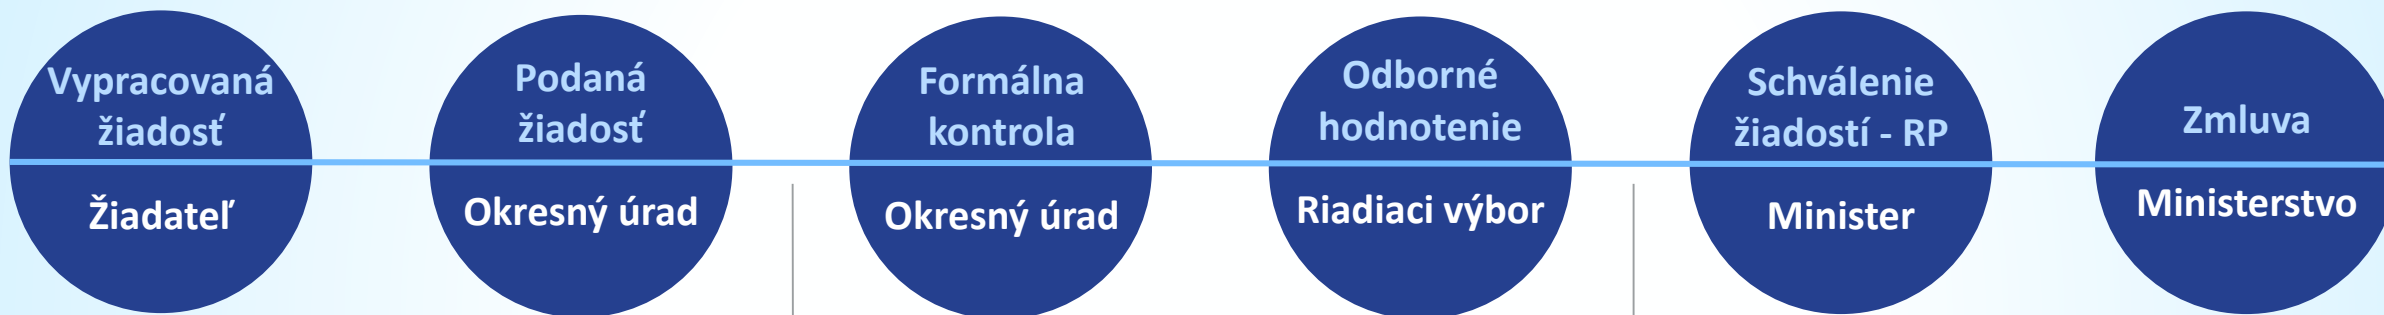 Vypracovaná
žiadosť
Žiadateľ
Podaná
žiadosť
Okresný úrad
Formálna
kontrola
Okresný úrad
Odborné
hodnotenie
Riadiaci výbor
Schválenie
žiadostí - RP
Minister
Zmluva
Ministerstvo